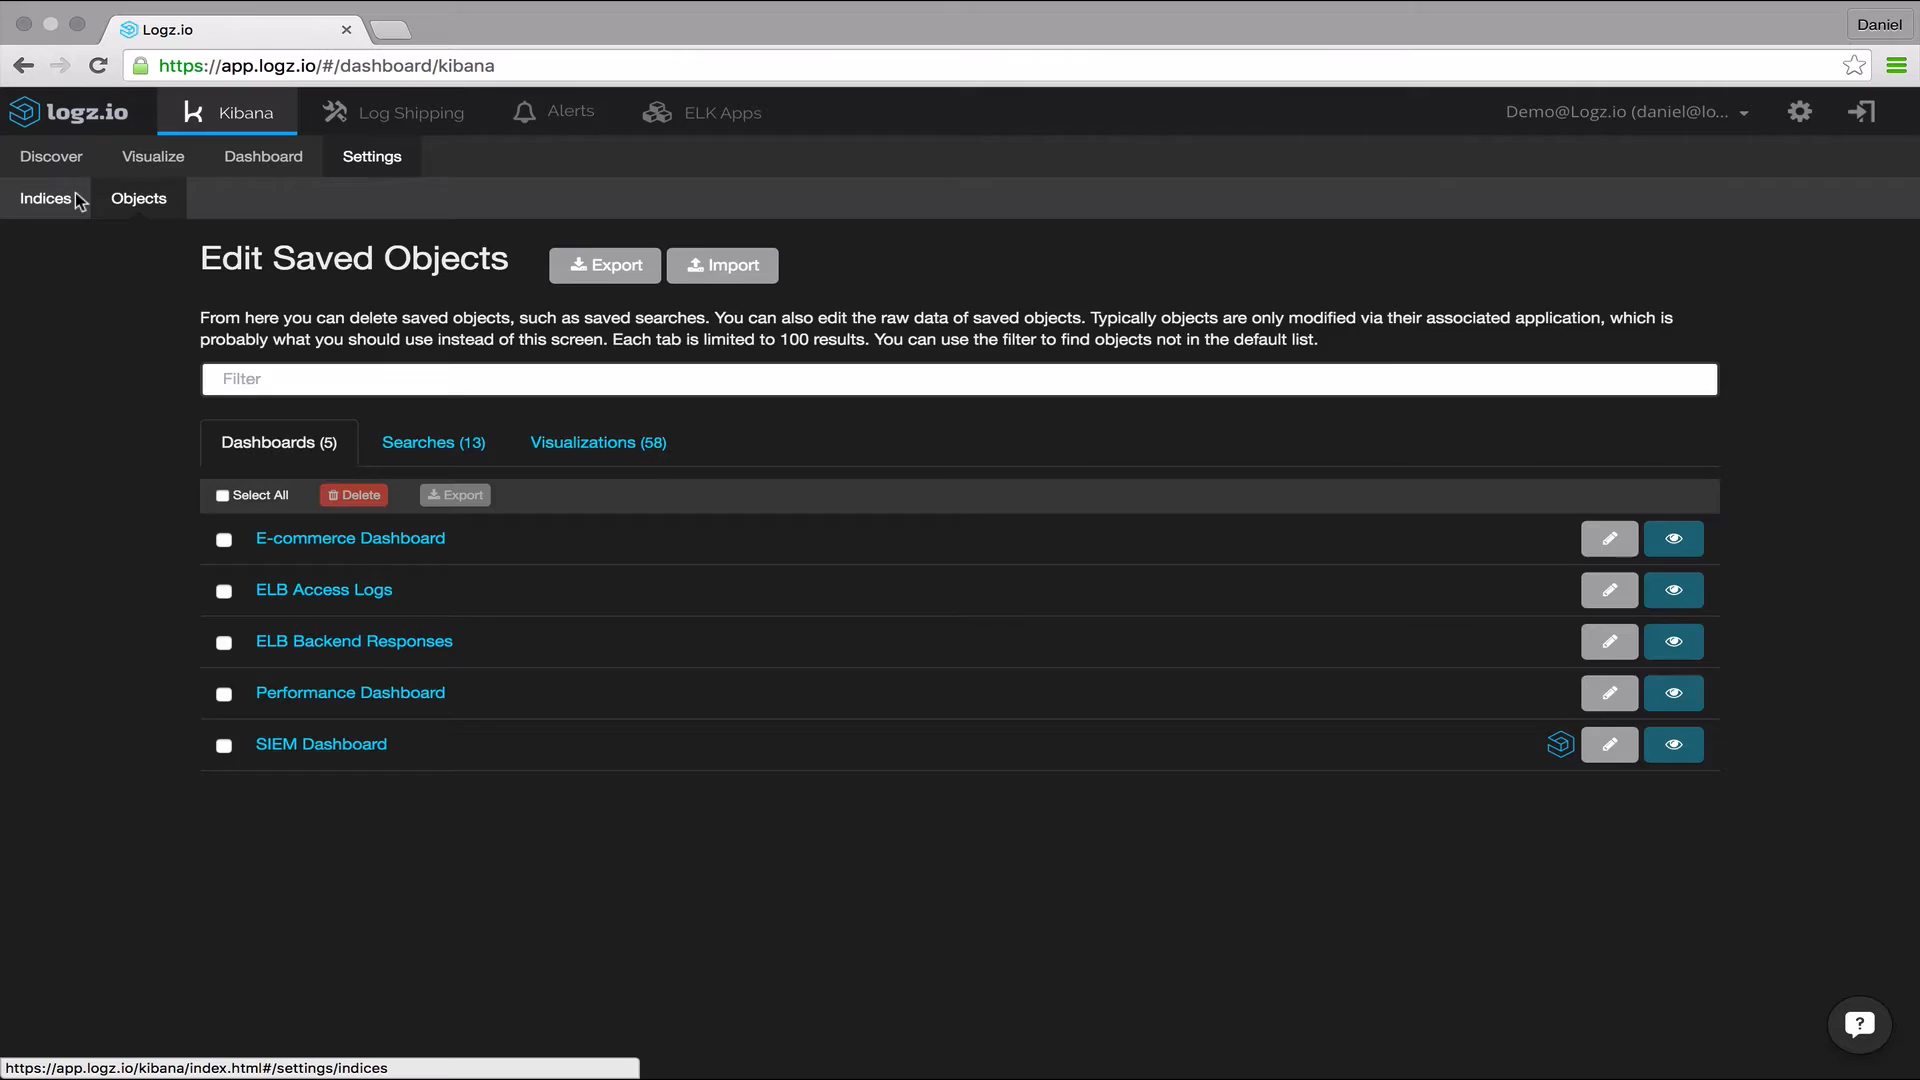 Logz.io
Daniel
https://app.logz.io/#/dashboard/kibana
logz.io
Kibana
Log Shipping
Alerts
ELK Apps
Demo@Logz.io (daniel@lo...
Discover
Visualize
Dashboard
Settings
Indices
Objects
Edit Saved Objects
Export
Import
From here you can delete saved objects, such as saved searches. You can also edit the raw data of saved objects. Typically objects are only modified via their associated application, which is
probably what you should use instead of this screen. Each tab is limited to 100 results. You can use the filter to find objects not in the default list.
Filter
Dashboards (5)
Searches (13)
Visualizations (58)
Select All
Delete
Export
E-commerce Dashboard
ELB Access Logs
ELB Backend Responses
Performance Dashboard
SIEM Dashboard
https://app.logz.io/kibana/index.html#/settings/indices